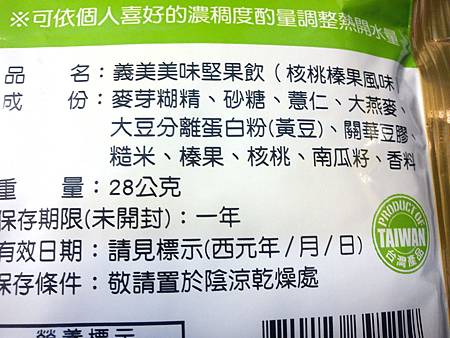 ※可依個人喜好的濃稠度酌量調整熱開水量
品　　名：義美美味堅果飲（核桃榛果風味
成　　份：麥芽糊精、砂糖、薏仁、大燕麥、
大豆分離蛋白粉(黃豆)、關華豆膠、
糙米、榛果、核桃、南瓜籽、香料
重　　量：28公克
保存期限(未開封)：一年
有效日期：請見標示(西元年/月/日)
保存條件：敬請置於陰涼乾燥處
PRODUCT OF
TAIWAN
台灣產品
營養標示